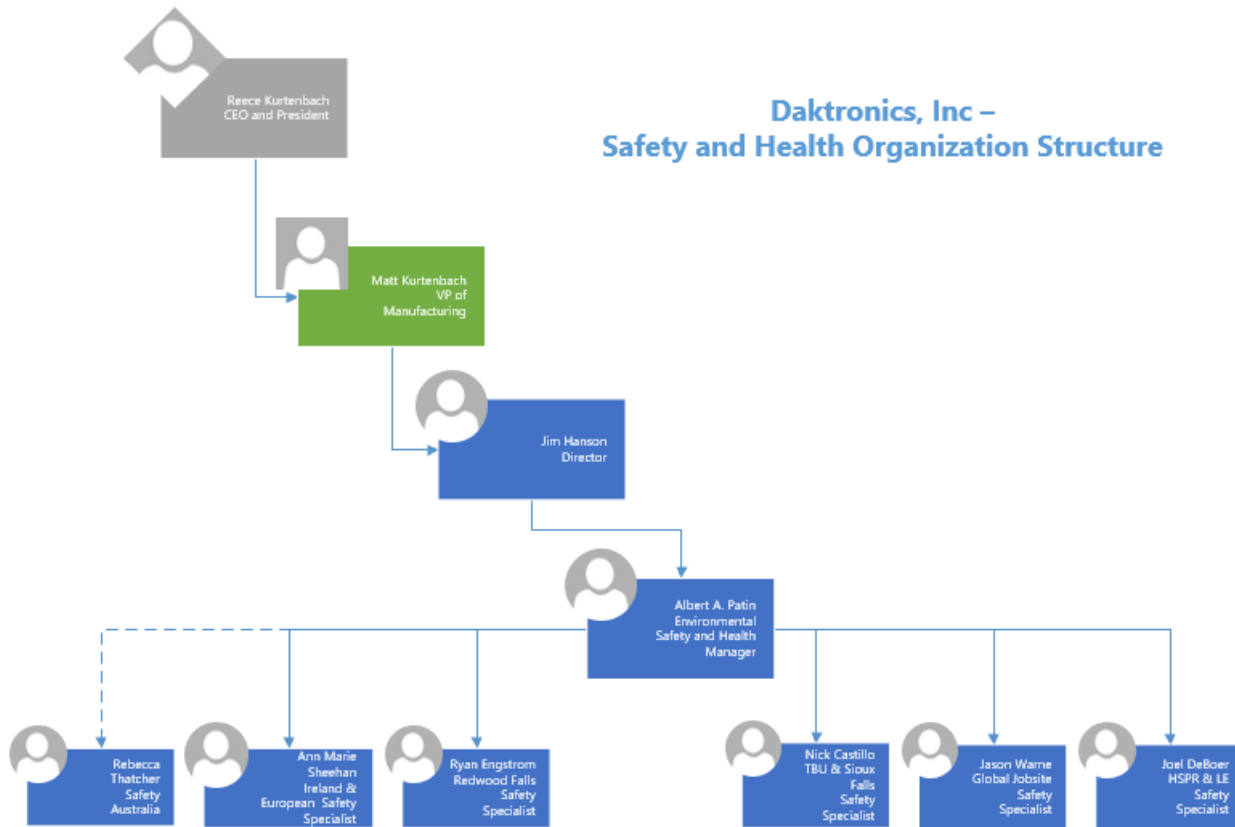 Reece Kurtenbach
CEO and President
Daktronics, Inc –
Safety and Health Organization Structure
Matt Kurtenbach
VP of
Manufacturing
Jim Hanson
Director
Albert A. Patin
Environmental
Safety and Health
Manager
Rebecca
Thatcher
Safety
Australia
Ann Marie
Sheehan
Ireland &
European Safety
Specialist
Ryan Engstrom
Redwood Falls
Safety
Specialist
Nick Castillo
TBU & Sioux
Falls
Safety
Specialist
Jason Warne
Global Jobsite
Safety
Specialist
Joel DeBoer
HSPR & LE
Safety
Specialist